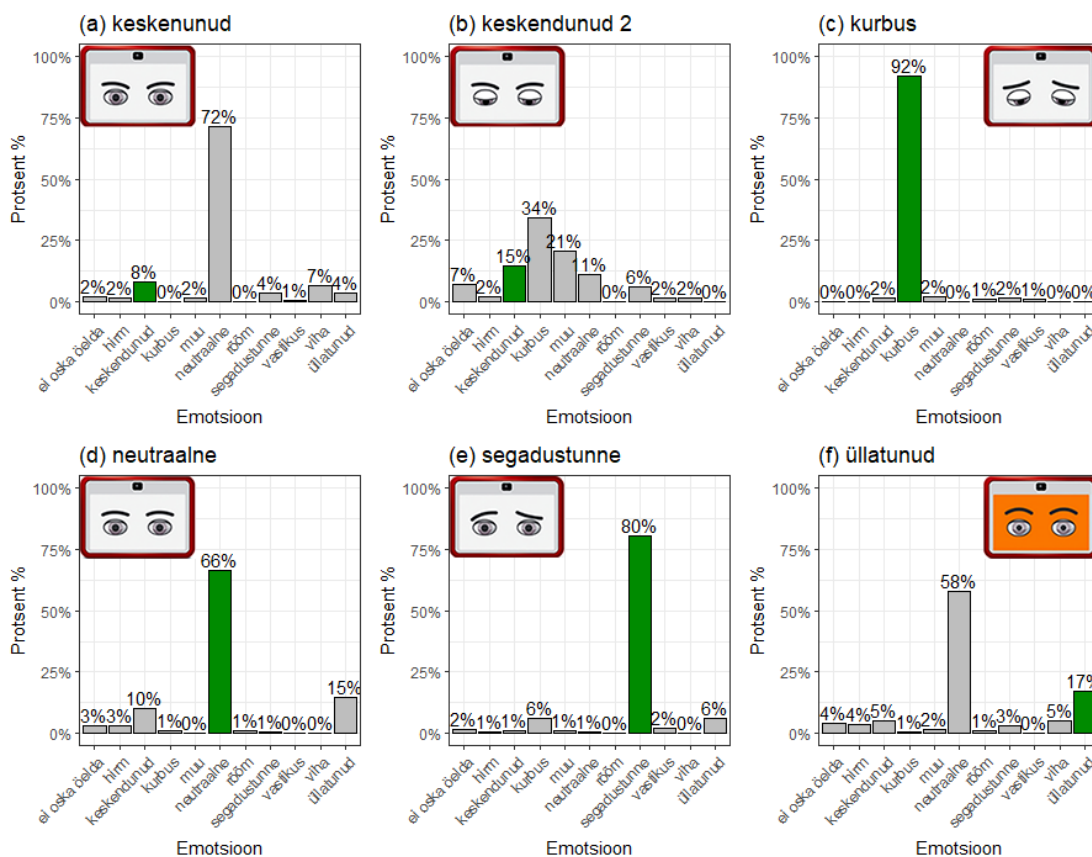 (a) keskenunud
(b) keskendunud 2
(c) kurbus
Protsent %
100%
75%
50%
25%
0%
2%
2%
8%
0%
2%
72%
0%
4%
1%
7%
4%
ei oska öelda
hirm
keskendunud
kurbus
muu
neutraalne
rõõm
segadustunne
vastikus
viha
üllatunud
Emotsioon
Protsent %
100%
75%
50%
25%
0%
7%
2%
15%
34%
21%
11%
0%
6%
2%
2%
0%
ei oska öelda
hirm
keskendunud
kurbus
muu
neutraalne
rõõm
segadustunne
vastikus
viha
üllatunud
Emotsioon
Protsent %
100%
75%
50%
25%
0%
0%
0%
2%
92%
2%
0%
1%
2%
1%
0%
0%
ei oska öelda
hirm
keskendunud
kurbus
muu
neutraalne
rõõm
segadustunne
vastikus
viha
üllatunud
Emotsioon
(d) neutraalne
(e) segadustunne
(f) üllatunud
Protsent %
100%
75%
50%
25%
0%
3%
3%
10%
1%
0%
66%
1%
1%
0%
0%
15%
ei oska öelda
hirm
keskendunud
kurbus
muu
neutraalne
rõõm
segadustunne
vastikus
viha
üllatunud
Emotsioon
Protsent %
100%
75%
50%
25%
0%
2%
1%
1%
6%
1%
1%
0%
80%
2%
0%
6%
ei oska öelda
hirm
keskendunud
kurbus
muu
neutraalne
rõõm
segadustunne
vastikus
viha
üllatunud
Emotsioon
Protsent %
100%
75%
50%
25%
0%
4%
4%
5%
1%
2%
58%
1%
3%
0%
5%
17%
ei oska öelda
hirm
keskendunud
kurbus
muu
neutraalne
rõõm
segadustunne
vastikus
viha
üllatunud
Emotsioon